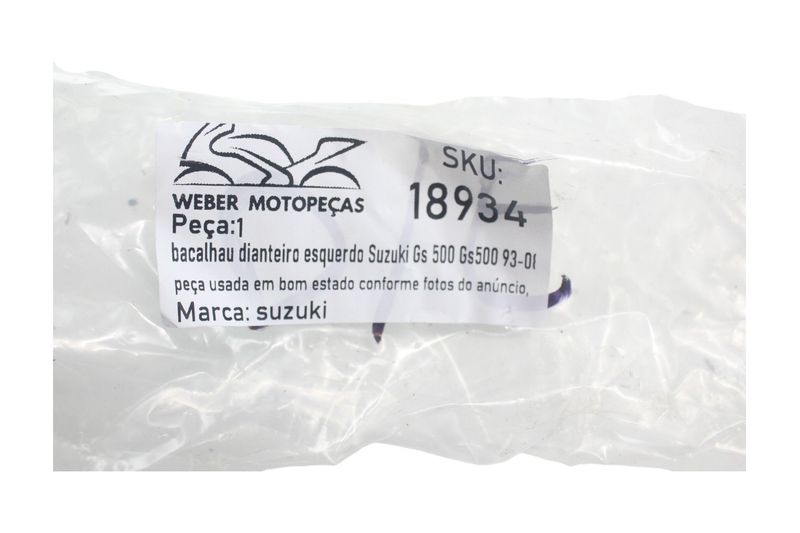 SKU:
18934
WEBER MOTOPEÇAS
Peça:1
bacalhau dianteiro esquerdo Suzuki Gs 500 Gs500 93-08
peça usada em bom estado conforme fotos do anúncio,
Marca: suzuki